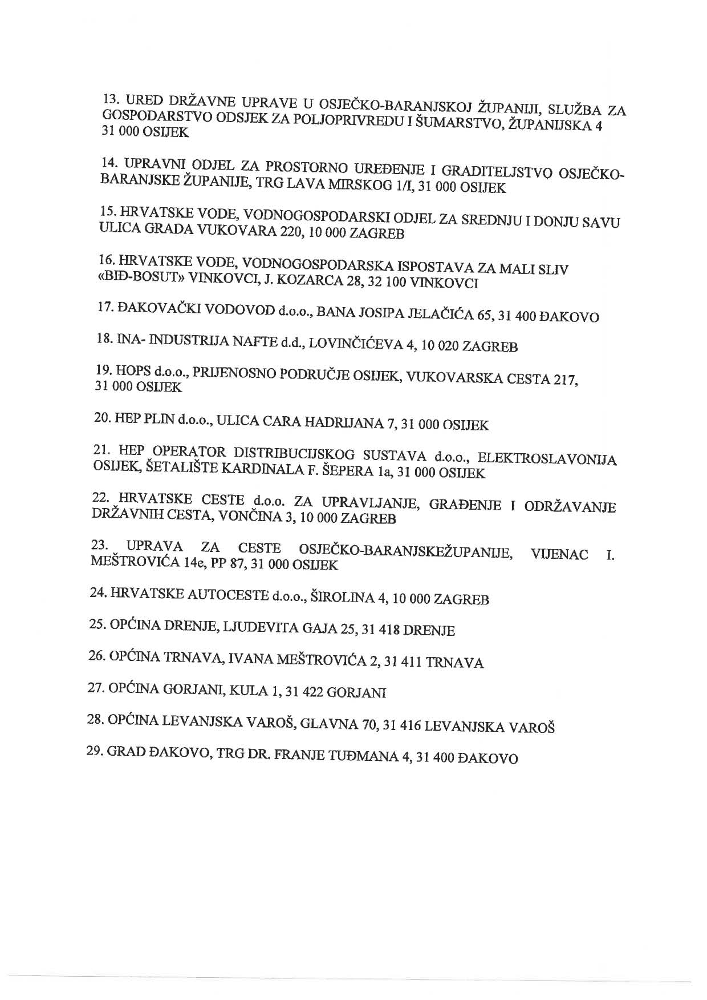 13. URED DRŽAVNE UPRAVE U OSJEČKO-BARANJSKOJ ŽUPANIJI, SLUŽBA ZA
GOSPODARSTVO ODSJEK ZA POLJOPRIVREDU I ŠUMARSTVO, ŽUPANIJSKA 4
31 000 OSIJEK
14. UPRAVNI ODJEL ZA PROSTORNO UREĐENJE I GRADITELJSTVO OSJEČKO-
BARANJSKE ŽUPANIJE, TRG LAVA MIRSKOG 1/I, 31 000 OSIJEK
15. HRVATSKE VODE, VODNOGOSPODARSKI ODJEL ZA SREDNJU I DONJU SAVU
ULICA GRADA VUKOVARA 220, 10 000 ZAGREB
16. HRVATSKE VODE, VODNOGOSPODARSKA ISPOSTAVA ZA MALI SLIV
«BIĐ-BOSUT» VINKOVCI, J. KOZARCA 28, 32 100 VINKOVCI
17. ĐAKOVAČKI VODOVOD d.o.o., BANA JOSIPA JELAČIĆA 65, 31 400 ĐAKOVO
18. INA- INDUSTRIJA NAFTE d.d., LOVINČIĆEVA 4, 10 020 ZAGREB
19. HOPS d.o.o., PRIJENOSNO PODRUČJE OSIJEK, VUKOVARSKA CESTA 217,
31 000 OSIJEK
20. HEP PLIN d.o.o., ULICA CARA HADRIJANA 7, 31 000 OSIJEK
21. HEP OPERATOR DISTRIBUCIJSKOG SUSTAVA d.o.o., ELEKTROSLAVONIJA
OSIJEK, ŠETALIŠTE KARDINALA F. ŠEPERA 1a, 31 000 OSIJEK
22. HRVATSKE CESTE d.o.o. ZA UPRAVLJANJE, GRAĐENJE I ODRŽAVANJE
DRŽAVNIH CESTA, VONČINA 3, 10 000 ZAGREB
23. UPRAVA ZA CESTE OSJEČKO-BARANJSKEŽUPANIJE, VIJENAC I.
MEŠTROVIĆA 14e, PP 87, 31 000 OSIJEK
24. HRVATSKE AUTOCESTE d.o.o., ŠIROLINA 4, 10 000 ZAGREB
25. OPĆINA DRENJE, LJUDEVITA GAJA 25, 31 418 DRENJE
26. OPĆINA TRNAVA, IVANA MEŠTROVIĆA 2, 31 411 TRNAVA
27. OPĆINA GORJANI, KULA 1, 31 422 GORJANI
28. OPĆINA LEVANJSKA VAROŠ, GLAVNA 70, 31 416 LEVANJSKA VAROŠ
29. GRAD ĐAKOVO, TRG DR. FRANJE TUĐMANA 4, 31 400 ĐAKOVO